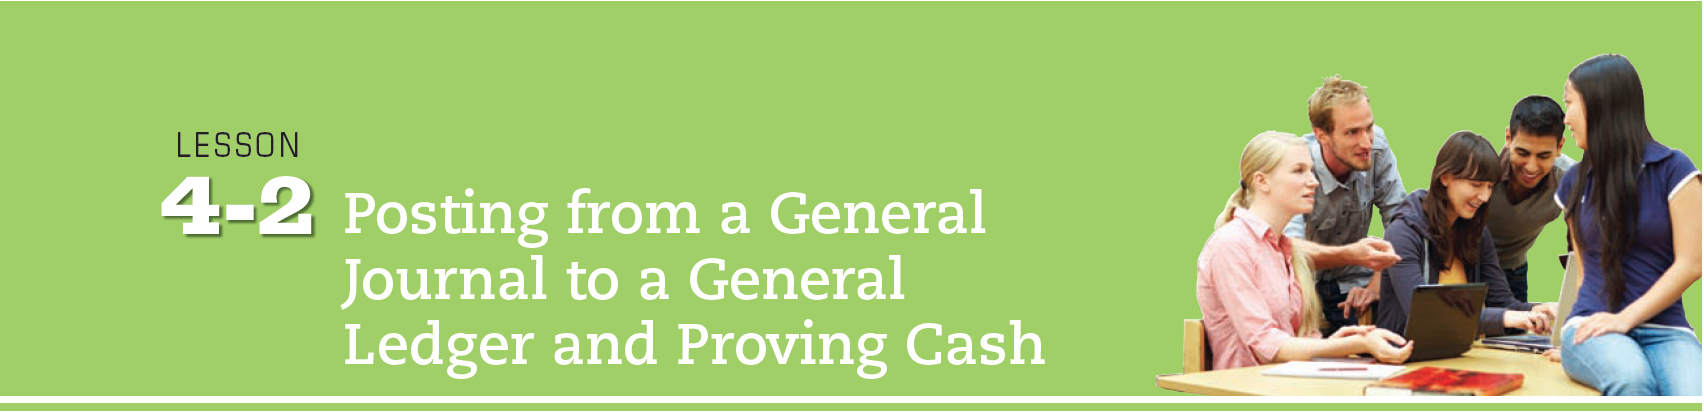 LESSON
4-2 Posting from a General
Journal to a General
Ledger and Proving Cash